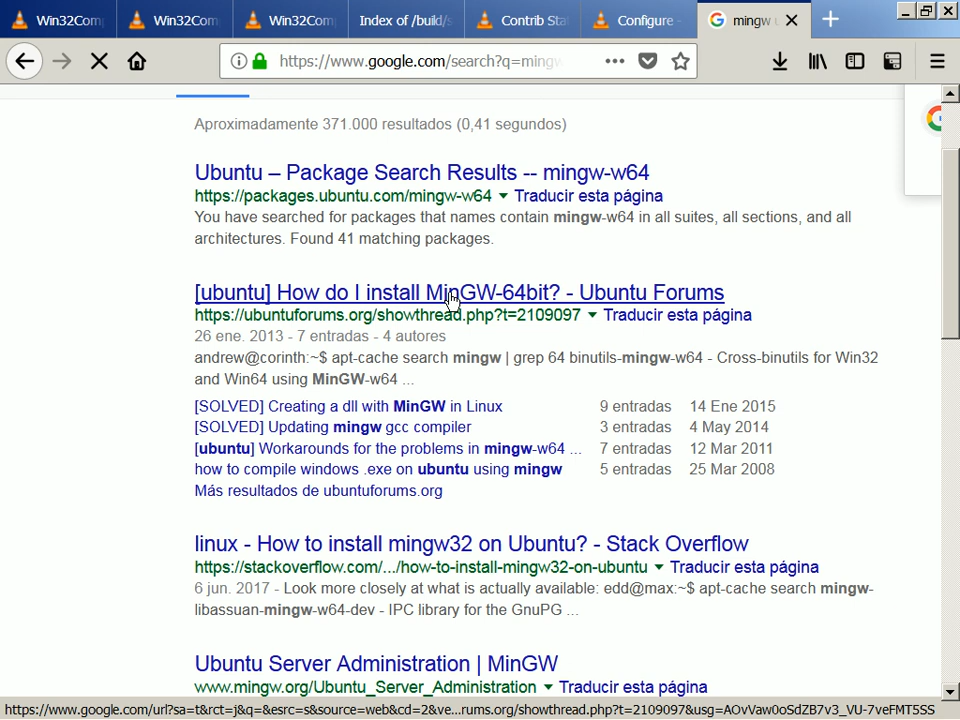 Win32Com
Win32Com
Win32Com
Index of /build/s
Contrib Sta
Configure -
mingw u
https://www.google.com/search?q=mingw
Aproximadamente 371.000 resultados (0,41 segundos)
Ubuntu – Package Search Results -- mingw-w64
https://packages.ubuntu.com/mingw-w64 ▼ Traducir esta página
You have searched for packages that names contain mingw-w64 in all suites, all sections, and all
architectures. Found 41 matching packages.
[ubuntu] How do I install MinGW-64bit? - Ubuntu Forums
https://ubuntuforums.org/showthread.php?t=2109097 ▼ Traducir esta página
26 ene. 2013 - 7 entradas - 4 autores
andrew@corinth:~$ apt-cache search mingw | grep 64 binutils-mingw-w64 - Cross-binutils for Win32
and Win64 using MinGW-w64 ...
[SOLVED] Creating a dll with MinGW in Linux 9 entradas 14 Ene 2015
[SOLVED] Updating mingw gcc compiler 3 entradas 4 May 2014
[ubuntu] Workarounds for the problems in mingw-w64 ... 7 entradas 12 Mar 2011
how to compile windows .exe on ubuntu using mingw 5 entradas 25 Mar 2008
Más resultados de ubuntuforums.org
linux - How to install mingw32 on Ubuntu? - Stack Overflow
https://stackoverflow.com/.../how-to-install-mingw32-on-ubuntu ▼ Traducir esta página
6 jun. 2017 - Look more closely at what is actually available: edd@max:~$ apt-cache search mingw-
libassuan-mingw-w64-dev - IPC library for the GnuPG ...
Ubuntu Server Administration | MinGW
www.mingw.org/Ubuntu_Server_Administration ▼ Traducir esta página
https://www.google.com/url?sa=t&rct=j&q=&esrc=s&source=web&cd=2&ve...rums.org/showthread.php?t=2109097&usg=AOvVaw0oSdZB7v3_VU-7veFMT5SS